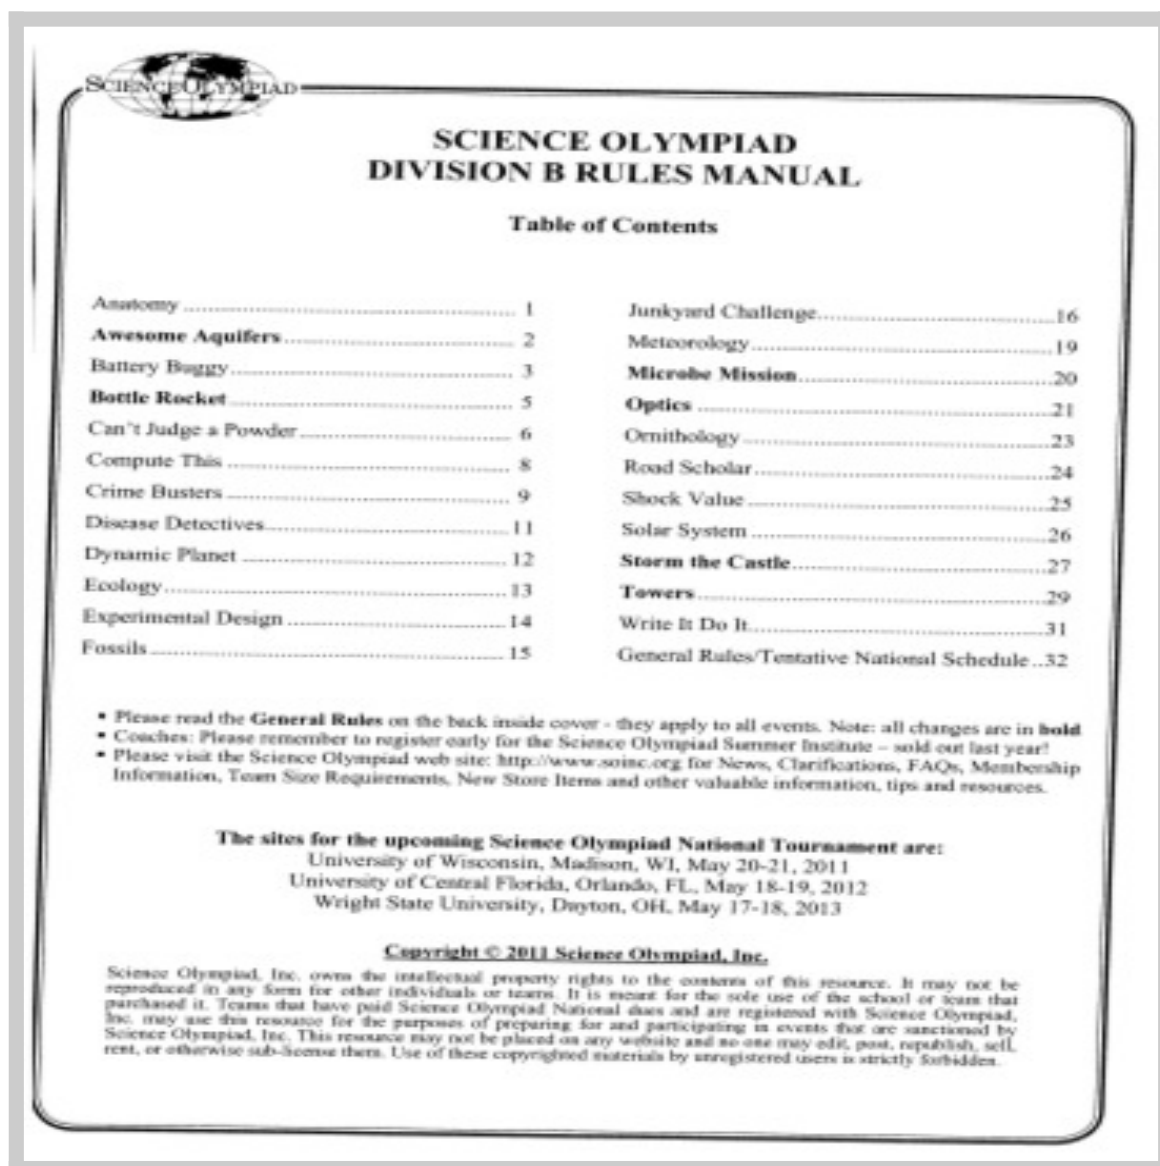 SCIENCE OLYMPIAD
SCIENCE OLYMPIAD
DIVISION B RULES MANUAL
Table of Contents
Anatomy ........ 1
Awesome Aquifers ........ 2
Battery Buggy ........ 3
Bottle Rocket ........ 5
Can't Judge a Powder ........ 6
Compute This ........ 8
Crime Busters ........ 9
Disease Detectives ........ 11
Dynamic Planet ........ 12
Ecology ........ 13
Experimental Design ........ 14
Fossils ........ 15
Junkyard Challenge ........ 16
Meteorology ........ 19
Microbe Mission ........ 20
Optics ........ 21
Ornithology ........ 23
Road Scholar ........ 24
Shock Value ........ 25
Solar System ........ 26
Storm the Castle ........ 27
Towers ........ 29
Write It Do It ........ 31
General Rules/Tentative National Schedule ..32
▪ Please read the General Rules on the back inside cover - they apply to all events. Note: all changes are in bold
▪ Coaches: Please remember to register early for the Science Olympiad Summer Institute – sold out last year!
▪ Please visit the Science Olympiad web site: http://www.soinc.org for News, Clarifications, FAQs, Membership
Information, Team Size Requirements, New Store Items and other valuable information, tips and resources.
The sites for the upcoming Science Olympiad National Tournament are:
University of Wisconsin, Madison, WI, May 20-21, 2011
University of Central Florida, Orlando, FL, May 18-19, 2012
Wright State University, Dayton, OH, May 17-18, 2013
Copyright © 2011 Science Olympiad, Inc.
Science Olympiad, Inc. owns the intellectual property rights to the contents of this resource. It may not be
reproduced in any form for other individuals or teams. It is meant for the sole use of the school or team that
purchased it. Teams that have paid Science Olympiad National dues and are registered with Science Olympiad,
Inc. may use this resource for the purposes of preparing for and participating in events that are sanctioned by
Science Olympiad, Inc. This resource may not be placed on any website and no one may edit, post, republish, sell,
rent, or otherwise sub-license them. Use of these copyrighted materials by unregistered users is strictly forbidden.